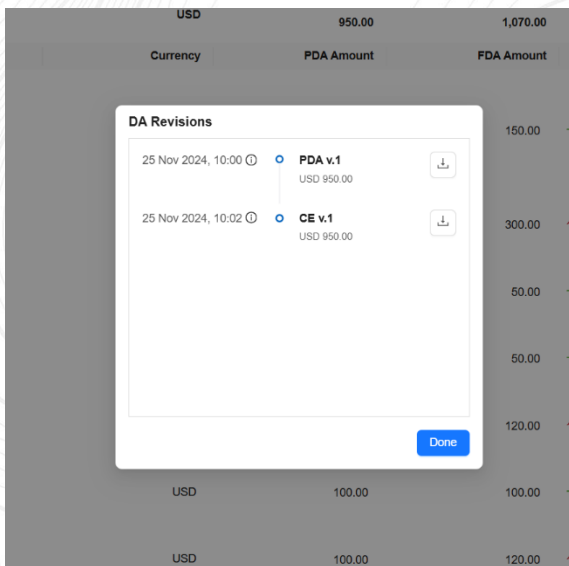 USD 950.00 1,070.00
Currency PDA Amount FDA Amount
DA Revisions
150.00
25 Nov 2024, 10:00 PDA v.1
USD 950.00
25 Nov 2024, 10:02 CE v.1
300.00
USD 950.00
50.00
50.00
120.00
Done
USD 100.00 100.00
USD 100.00 120.00